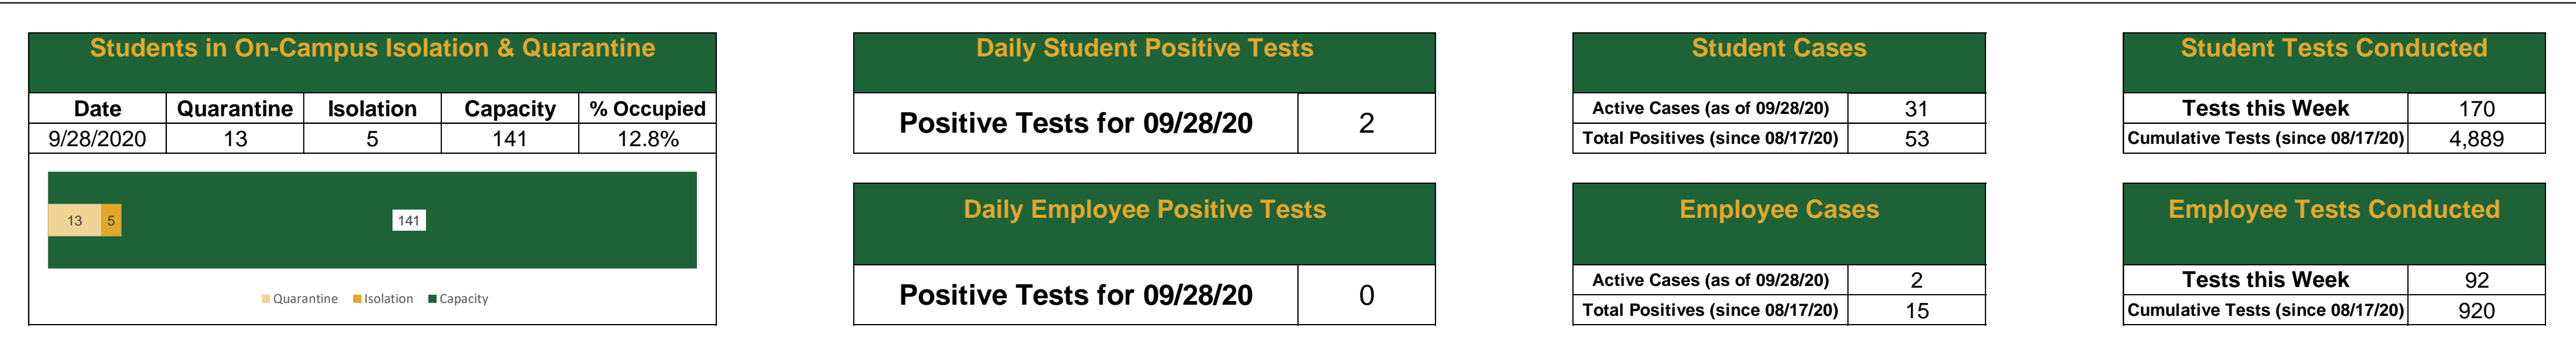 Students in On-Campus Isolation & Quarantine
Date Quarantine Isolation Capacity % Occupied
9/28/2020 13 5 141 12.8%
13 5 141
Quarantine Isolation Capacity
Daily Student Positive Tests
Positive Tests for 09/28/20 2
Daily Employee Positive Tests
Positive Tests for 09/28/20 0
Student Cases
Active Cases (as of 09/28/20) 31
Total Positives (since 08/17/20) 53
Employee Cases
Active Cases (as of 09/28/20) 2
Total Positives (since 08/17/20) 15
Student Tests Conducted
Tests this Week 170
Cumulative Tests (since 08/17/20) 4,889
Employee Tests Conducted
Tests this Week 92
Cumulative Tests (since 08/17/20) 920